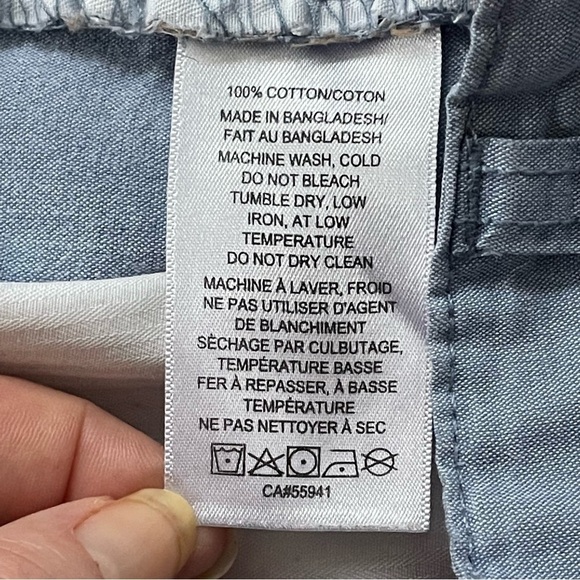 100% COTTON/COTON
MADE IN BANGLADESH/
FAIT AU BANGLADESH
MACHINE WASH, COLD
DO NOT BLEACH
TUMBLE DRY, LOW
IRON, AT LOW
TEMPERATURE
DO NOT DRY CLEAN
MACHINE À LAVER, FROID
NE PAS UTILISER D'AGENT
DE BLANCHIMENT
SÈCHAGE PAR CULBUTAGE,
TEMPÉRATURE BASSE
FER À REPASSER, À BASSE
TEMPÉRATURE
NE PAS NETTOYER À SEC
CA#55941